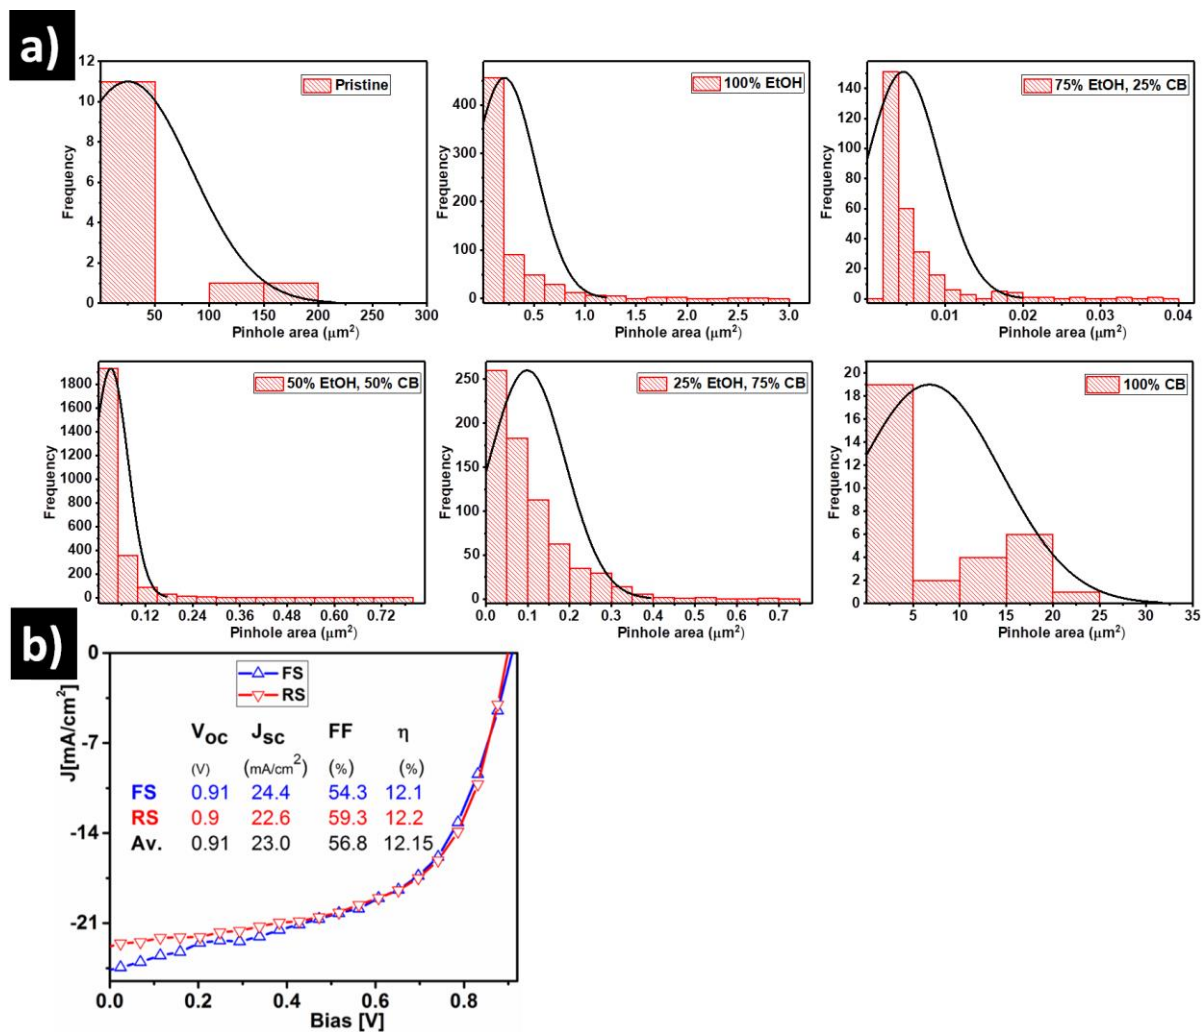 a)
Pristine
Frequency
0 2 4 6 8 10 12
50 100 150 200 250 300
Pinhole area (μm²)
100% EtOH
Frequency
0 100 200 300 400
0.5 1.0 1.5 2.0 2.5 3.0
Pinhole area (μm²)
75% EtOH, 25% CB
Frequency
0 20 40 60 80 100 120 140
0.01 0.02 0.03 0.04
Pinhole area (μm²)
50% EtOH, 50% CB
Frequency
0 200 400 600 800 1000 1200 1400 1600 1800
0.12 0.24 0.36 0.48 0.60 0.72
Pinhole area (μm²)
25% EtOH, 75% CB
Frequency
0 50 100 150 200 250
0.0 0.1 0.2 0.3 0.4 0.5 0.6 0.7
Pinhole area (μm²)
100% CB
Frequency
0 2 4 6 8 10 12 14 16 18 20
5 10 15 20 25 30 35
Pinhole area (μm²)
b)
FS
RS
V_OC J_SC FF η
(V) (mA/cm²) (%) (%)
FS 0.91 24.4 54.3 12.1
RS 0.9 22.6 59.3 12.2
Av. 0.91 23.0 56.8 12.15
J[mA/cm²]
0 -7 -14 -21
0.0 0.2 0.4 0.6 0.8
Bias [V]